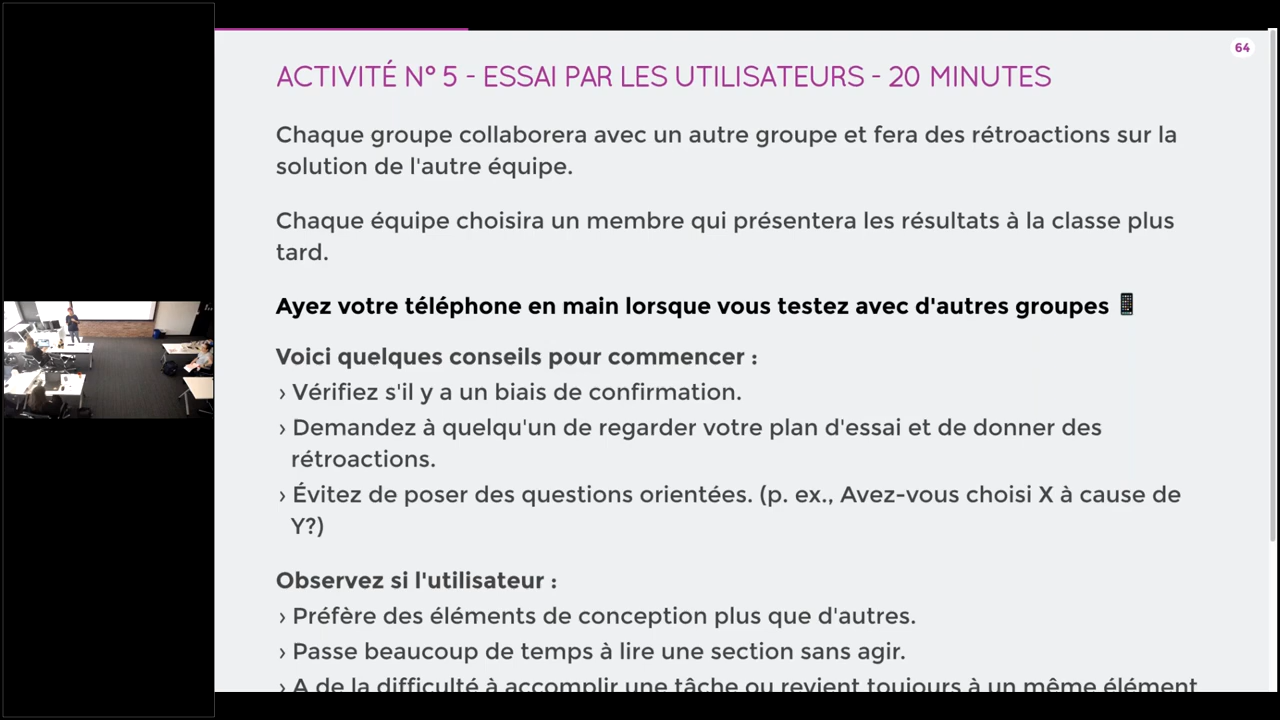 64
ACTIVITÉ N° 5 - ESSAI PAR LES UTILISATEURS - 20 MINUTES
Chaque groupe collaborera avec un autre groupe et fera des rétroactions sur la
solution de l'autre équipe.
Chaque équipe choisira un membre qui présentera les résultats à la classe plus
tard.
Ayez votre téléphone en main lorsque vous testez avec d'autres groupes 📱
Voici quelques conseils pour commencer :
› Vérifiez s'il y a un biais de confirmation.
› Demandez à quelqu'un de regarder votre plan d'essai et de donner des
rétroactions.
› Évitez de poser des questions orientées. (p. ex., Avez-vous choisi X à cause de
Y?)
Observez si l'utilisateur :
› Préfère des éléments de conception plus que d'autres.
› Passe beaucoup de temps à lire une section sans agir.
› A de la difficulté à accomplir une tâche ou revient toujours à un même élément